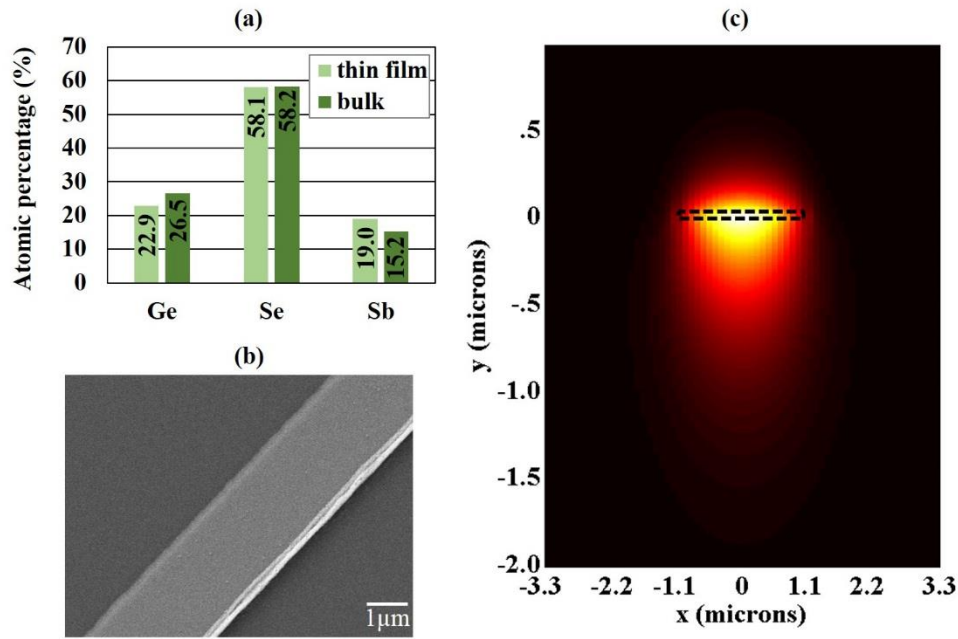 (a)
Atomic percentage (%)
70
60
50
40
30
20
10
0
thin film
bulk
22.9
26.5
58.1
58.2
19.0
15.2
Ge
Se
Sb
(b)
1µm
(c)
y (microns)
.5
0
-.5
-1.0
-1.5
-2.0
-3.3 -2.2 -1.1 0 1.1 2.2 3.3
x (microns)